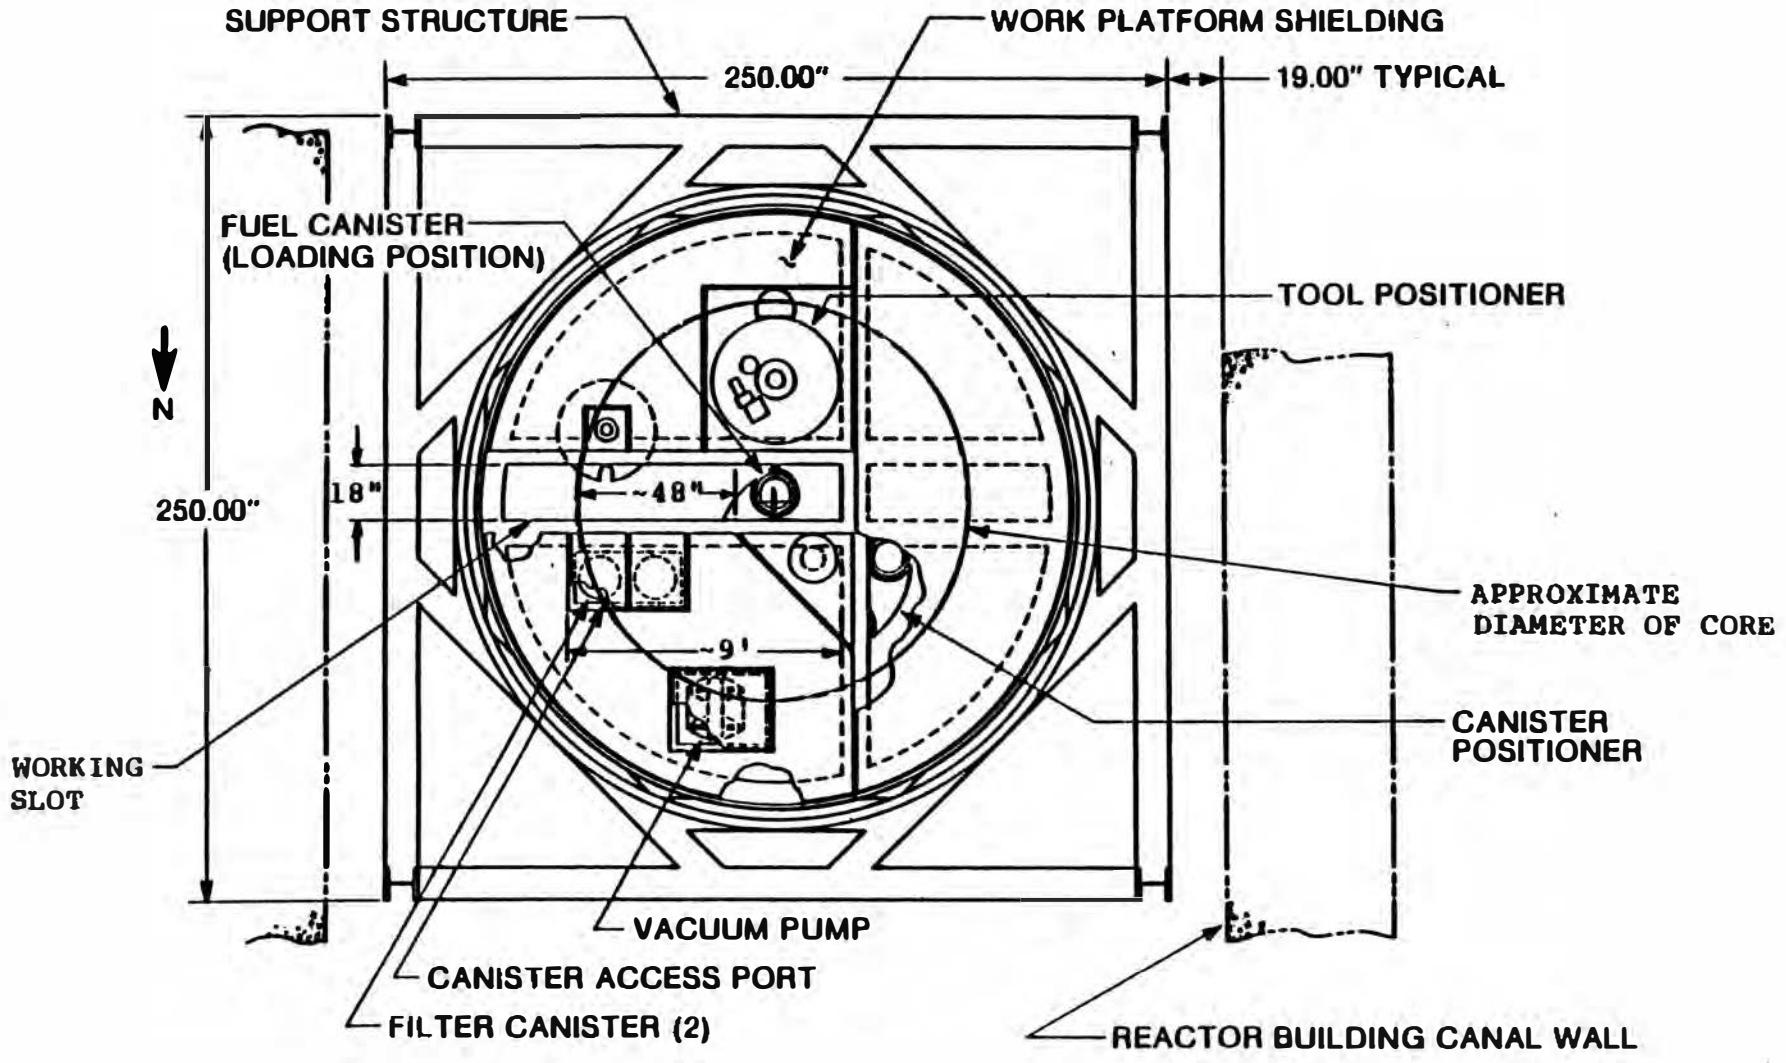 SUPPORT STRUCTURE
WORK PLATFORM SHIELDING
250.00"
19.00" TYPICAL
FUEL CANISTER
(LOADING POSITION)
TOOL POSITIONER
N
18"
~48"
250.00"
APPROXIMATE
DIAMETER OF CORE
~9'
CANISTER
POSITIONER
WORKING
SLOT
VACUUM PUMP
CANISTER ACCESS PORT
FILTER CANISTER (2)
REACTOR BUILDING CANAL WALL